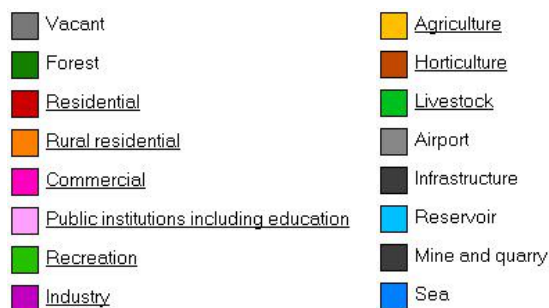 Vacant
Forest
Residential
Rural residential
Commercial
Public institutions including education
Recreation
Industry
Agriculture
Horticulture
Livestock
Airport
Infrastructure
Reservoir
Mine and quarry
Sea